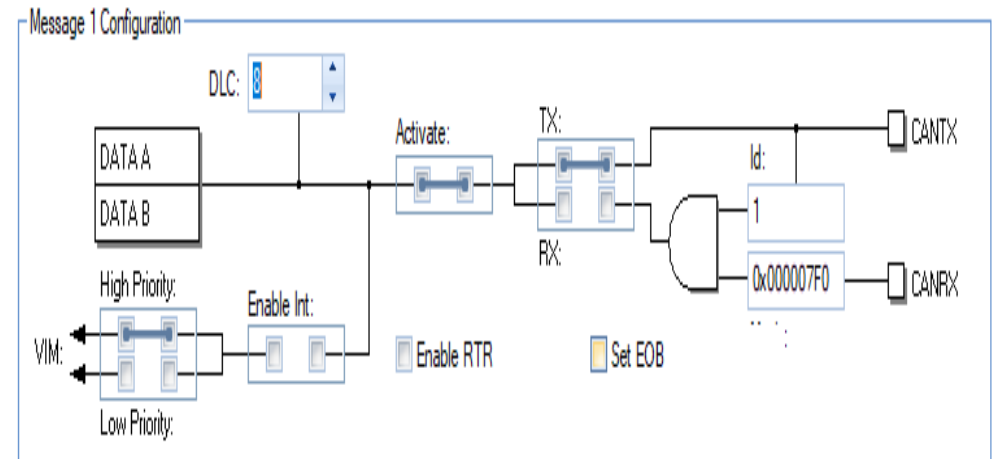 Message 1 Configuration
DLC: 8
DATA A
DATA B
Activate:
TX:
RX:
Id:
1
0x000007F0
CANTX
CANRX
High Priority:
Low Priority:
VIM:
Enable Int:
Enable RTR
Set EOB